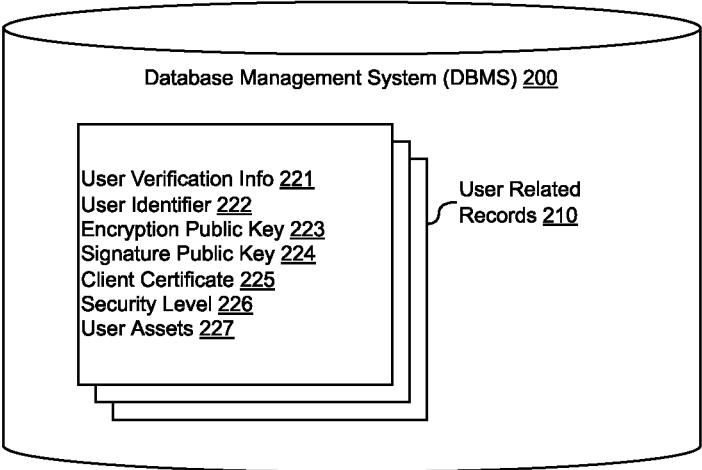 Database Management System (DBMS) 200
User Verification Info 221
User Identifier 222
Encryption Public Key 223
Signature Public Key 224
Client Certificate 225
Security Level 226
User Assets 227
User Related
Records 210